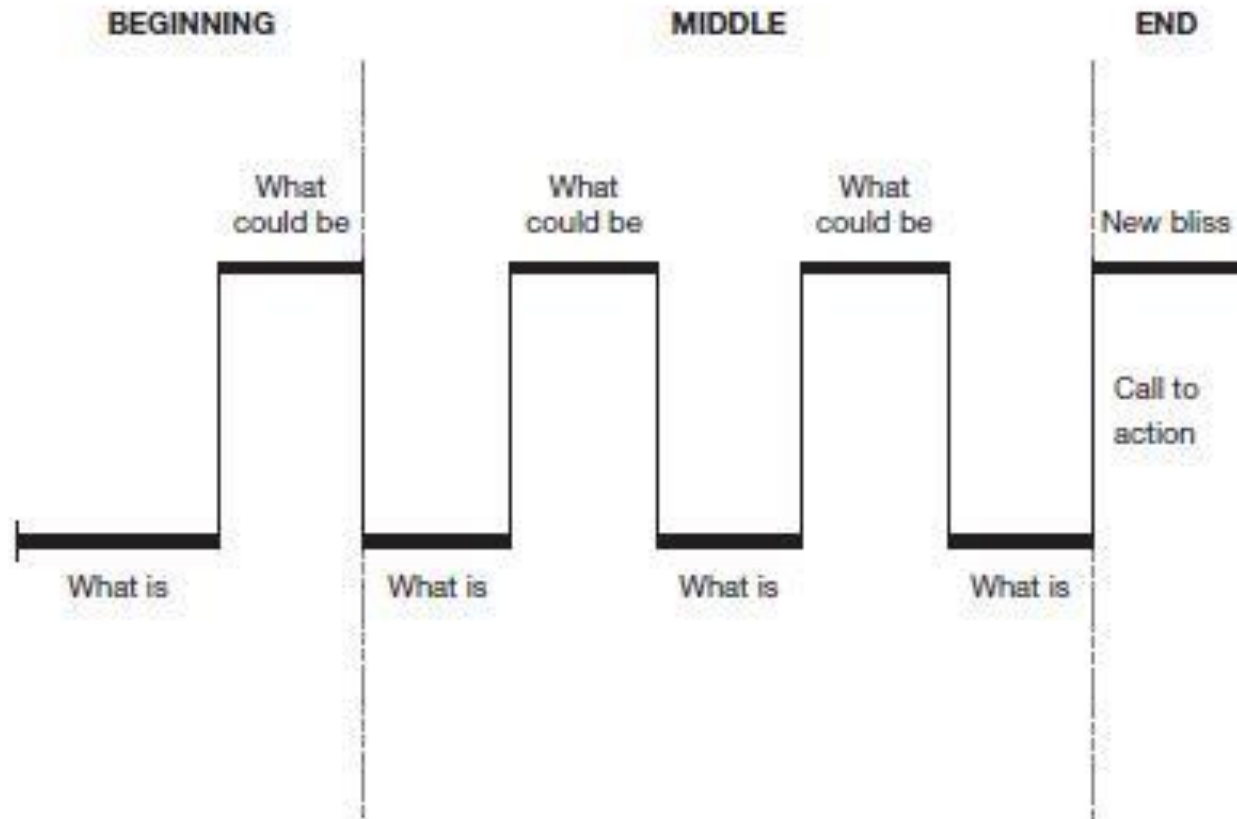 BEGINNING
MIDDLE
END
What
could be
What
could be
What
could be
New bliss
Call to
action
What is
What is
What is
What is